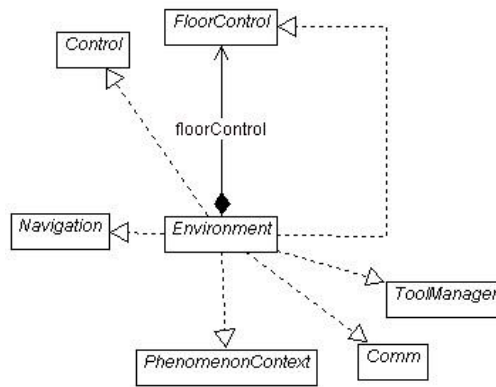 FloorControl
Control
floorControl
Navigation
Environment
ToolManager
PhenomenonContext
Comm